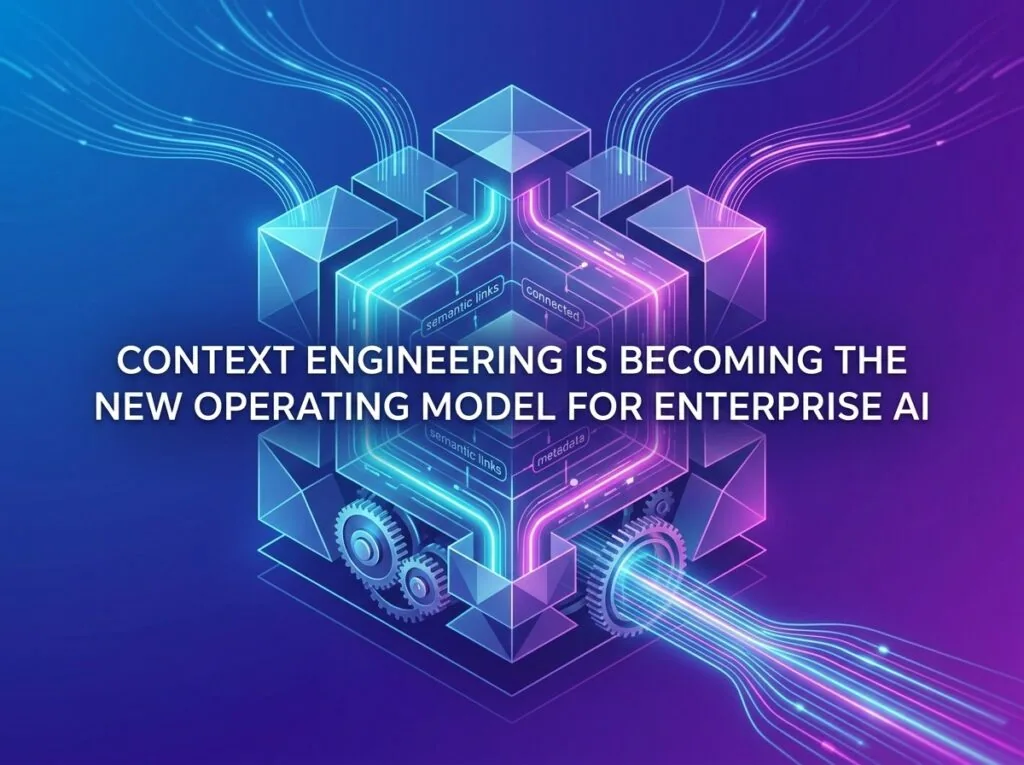 semantic links
connected
CONTEXT ENGINEERING IS BECOMING THE
NEW OPERATING MODEL FOR ENTERPRISE AI
semantic links
metadata